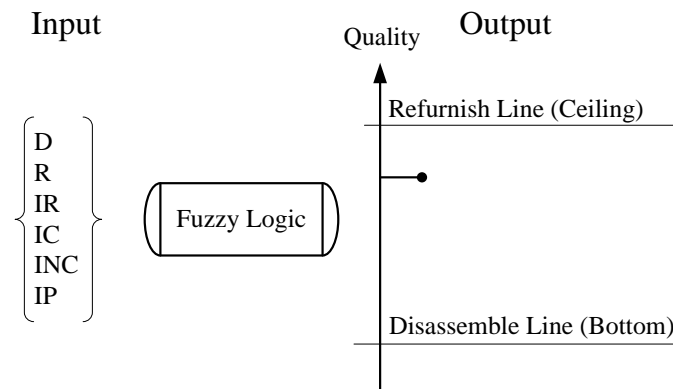 Input
Output
Quality
Refurnish Line (Ceiling)
D
R
IR
IC
INC
IP
Fuzzy Logic
Disassemble Line (Bottom)